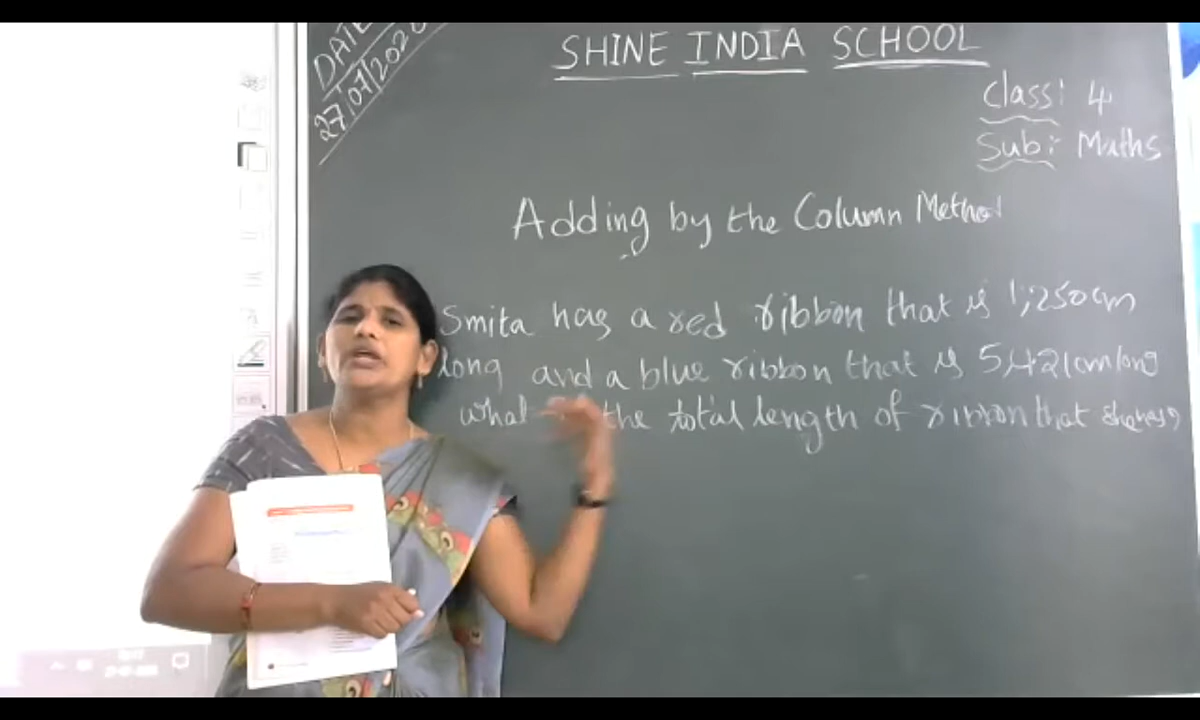 DATE
27/07/2020
SHINE INDIA SCHOOL
Class: 4
Sub: Maths
Adding by the Column Method
Smita has a red ribbon that is 1,250cm
long and a blue ribbon that is 5,421cm long
what the total length of ribbon that